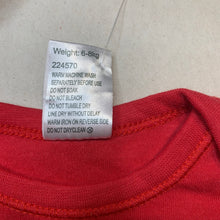 Weight: 6-8kg
224570
WARM MACHINE WASH
SEPARATELY BEFORE USE
DO NOT SOAK
DO NOT BLEACH
DO NOT TUMBLE DRY
LINE DRY WITHOUT DELAY
WARM IRON ON REVERSE SIDE
DO NOT DRYCLEAN